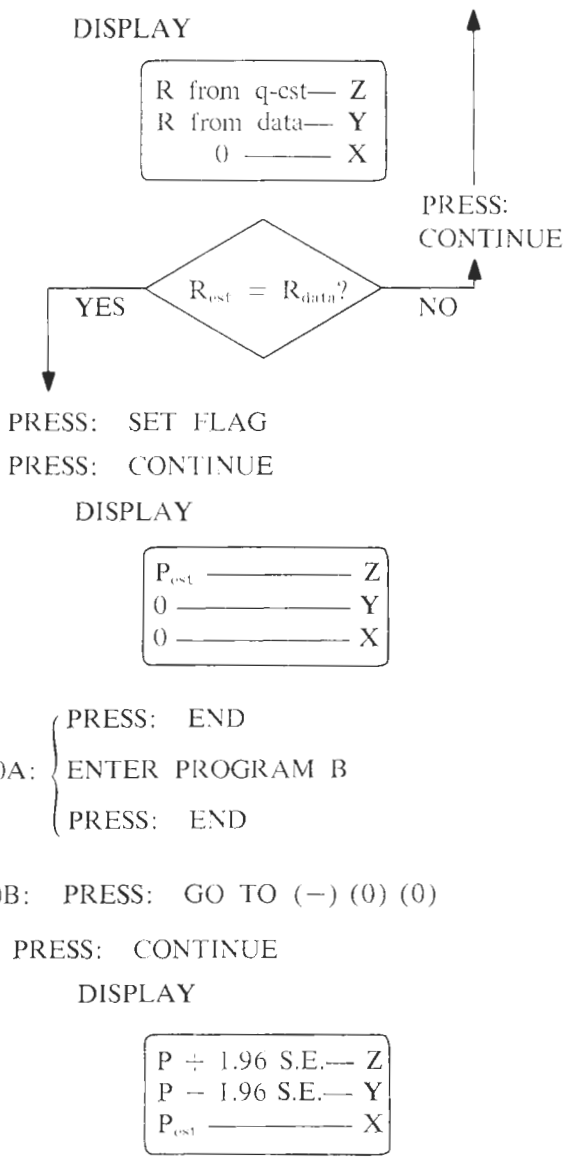 DISPLAY
R from q-est— Z
R from data— Y
0 —— X
PRESS:
CONTINUE
R_est = R_data?
YES
NO
PRESS: SET FLAG
PRESS: CONTINUE
DISPLAY
P_est —— Z
0 —— Y
0 —— X
PRESS: END
0A: ENTER PROGRAM B
PRESS: END
0B: PRESS: GO TO (−) (0) (0)
PRESS: CONTINUE
DISPLAY
P + 1.96 S.E.— Z
P − 1.96 S.E.— Y
P_est —— X